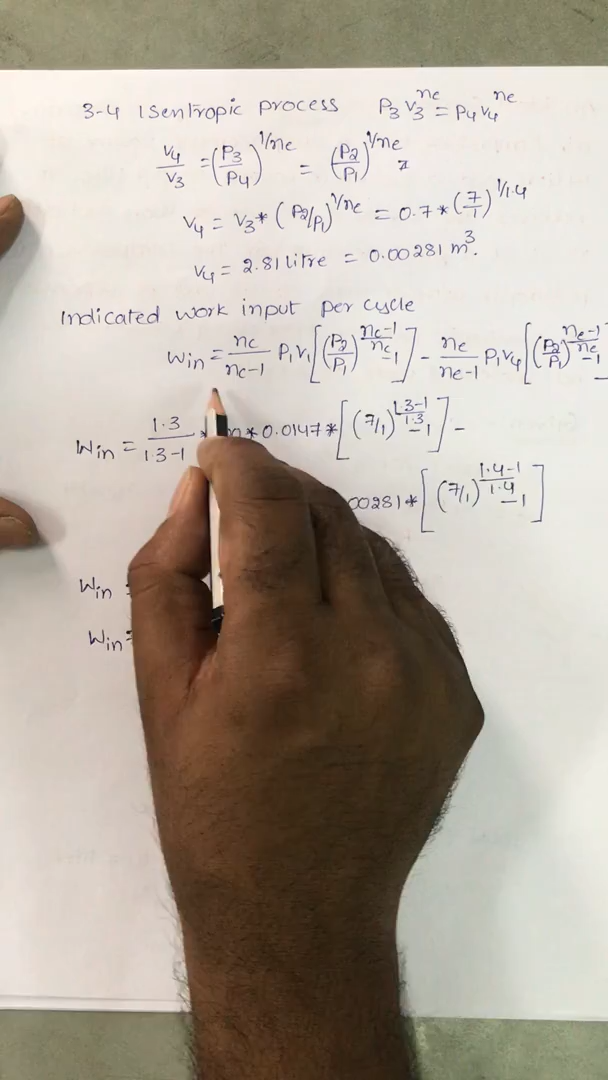 3-4 Isentropic process P3 V3^ne = P4 V4^ne
V4/V3 = (P3/P4)^1/ne = (P2/P1)^1/ne
V4 = V3 * (P2/P1)^1/ne = 0.7 * (7/1)^1/1.4
V4 = 2.81 litre = 0.00281 m³.
Indicated work input per cycle
Win = nc/nc-1 P1V1[(P2/P1)^nc-1/nc -1] - ne/ne-1 P1V4[(P2/P1)^ne-1/ne -1
Win = 1.3/1.3-1 * * 0.0147 * [(7/1)^1.3-1/1.3 -1] -
00281 * [(7/1)^1.4-1/1.4 -1]
Win =
Win =